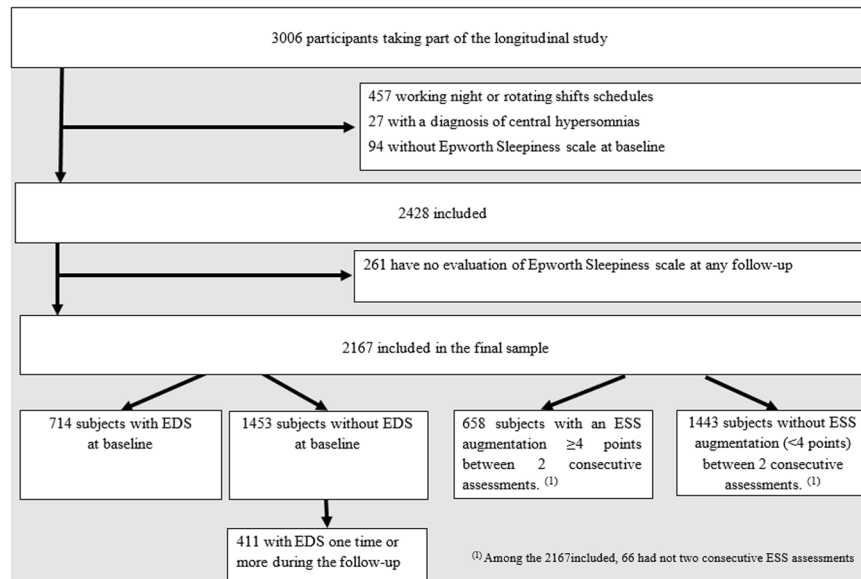 3006 participants taking part of the longitudinal study
457 working night or rotating shifts schedules
27 with a diagnosis of central hypersomnias
94 without Epworth Sleepiness scale at baseline
2428 included
261 have no evaluation of Epworth Sleepiness scale at any follow-up
2167 included in the final sample
714 subjects with EDS
at baseline
1453 subjects without EDS
at baseline
658 subjects with an ESS
augmentation ≥4 points
between 2 consecutive
assessments. (1)
1443 subjects without ESS
augmentation (<4 points)
between 2 consecutive
assessments. (1)
411 with EDS one time or
more during the follow-up
(1) Among the 2167included, 66 had not two consecutive ESS assessments